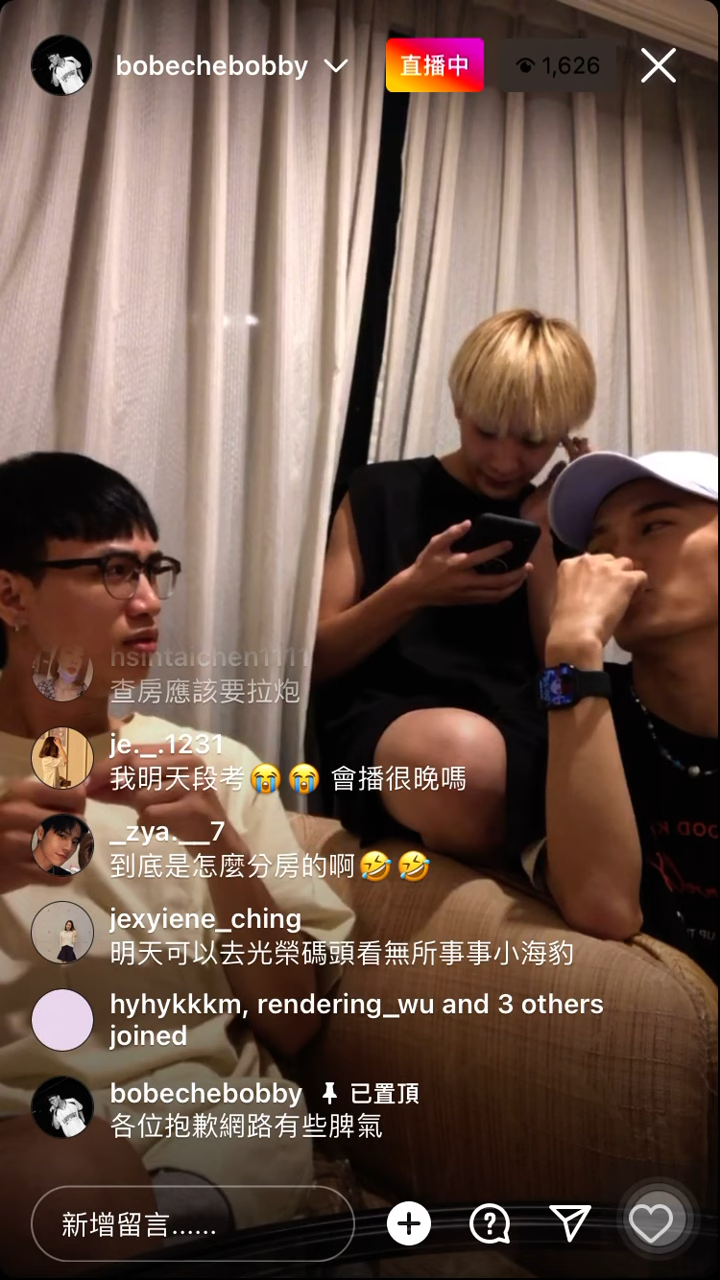 bobechebobby
直播中
1,626
hsintaichen1111
查房應該要拉炮
je._.1231
我明天段考😭😭 會播很晚嗎
_zya.__7
到底是怎麼分房的啊🤣🤣
jexyiene_ching
明天可以去光榮碼頭看無所事事小海豹
hyhykkkm, rendering_wu and 3 others
joined
bobechebobby 已置頂
各位抱歉網路有些脾氣
新增留言......